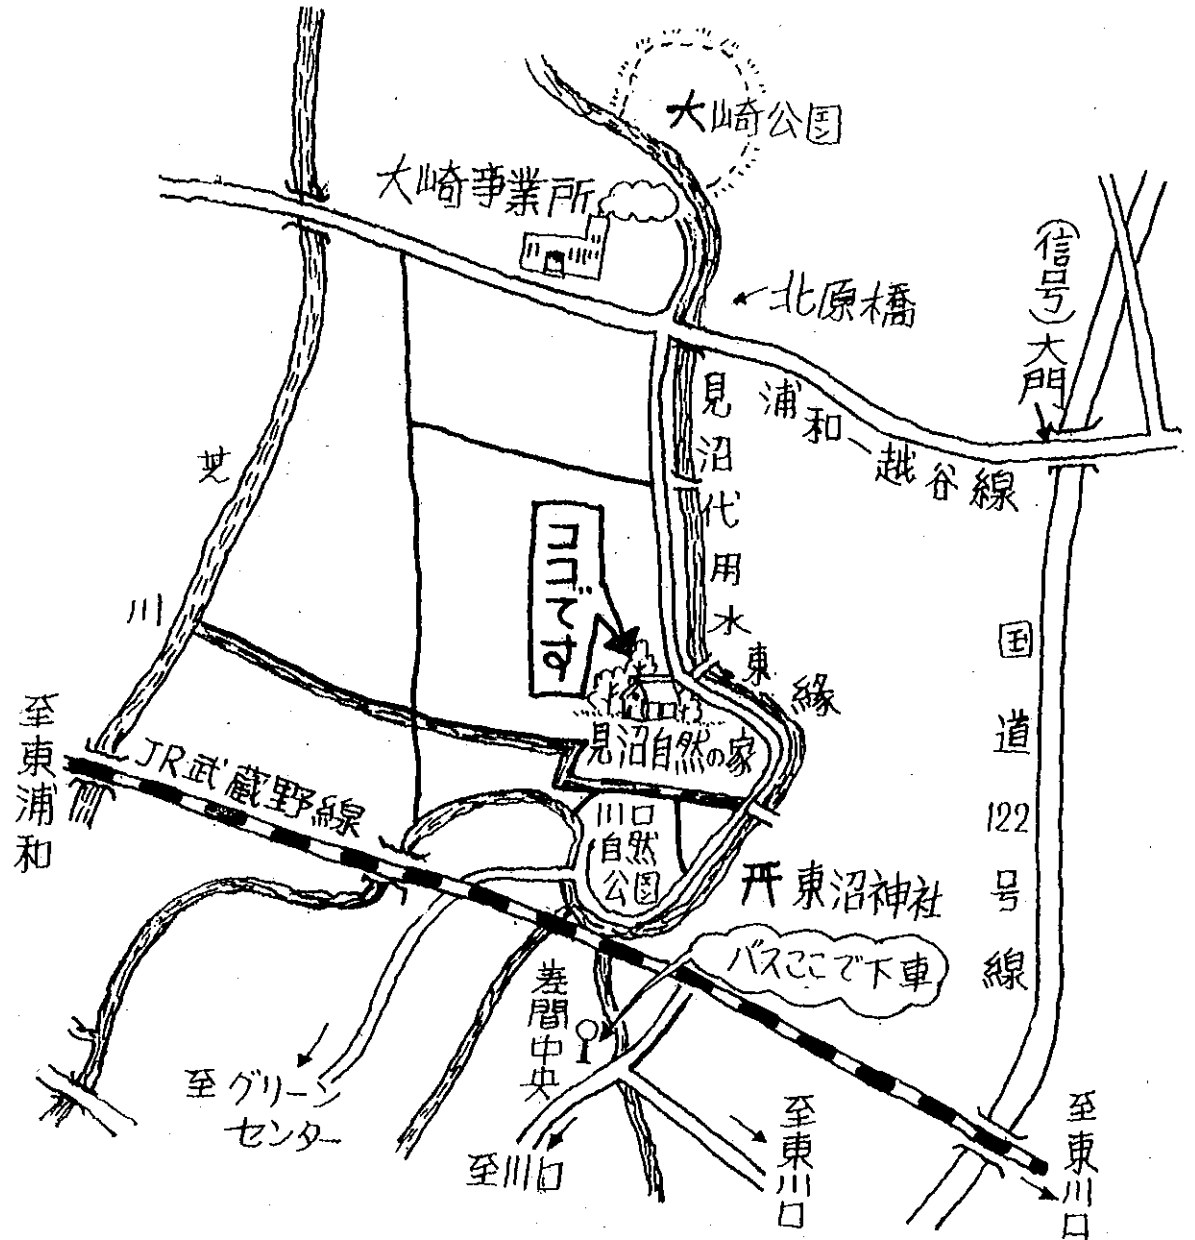 大崎公園
大崎事業所
北原橋
(信号)大門
浦和―越谷線
見沼代用水東縁
芝川
ココです
国道122号線
見沼自然の家
至東浦和
JR武蔵野線
川口
自然
公園
东沼神社
バスここで下車
差間中央
至グリーン
センター
至川口
至東川口
至東川口